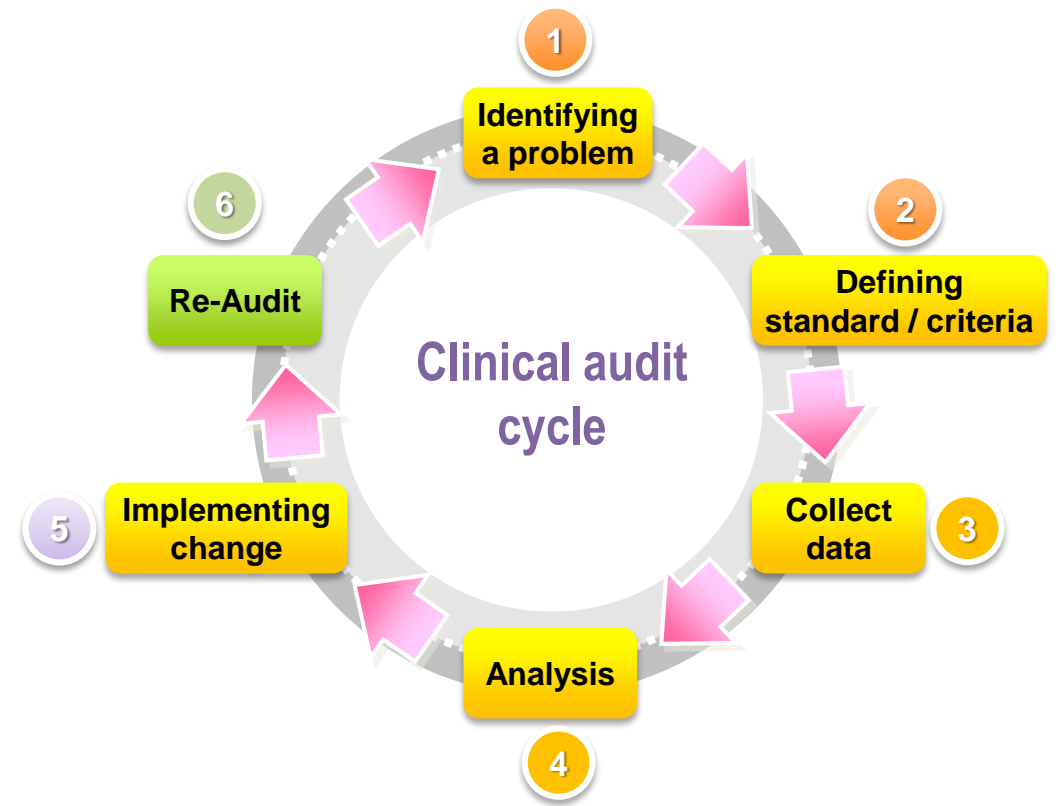 1
Identifying
a problem
2
Defining
standard / criteria
3
Collect
data
4
Analysis
5
Implementing
change
6
Re-Audit
Clinical audit
cycle